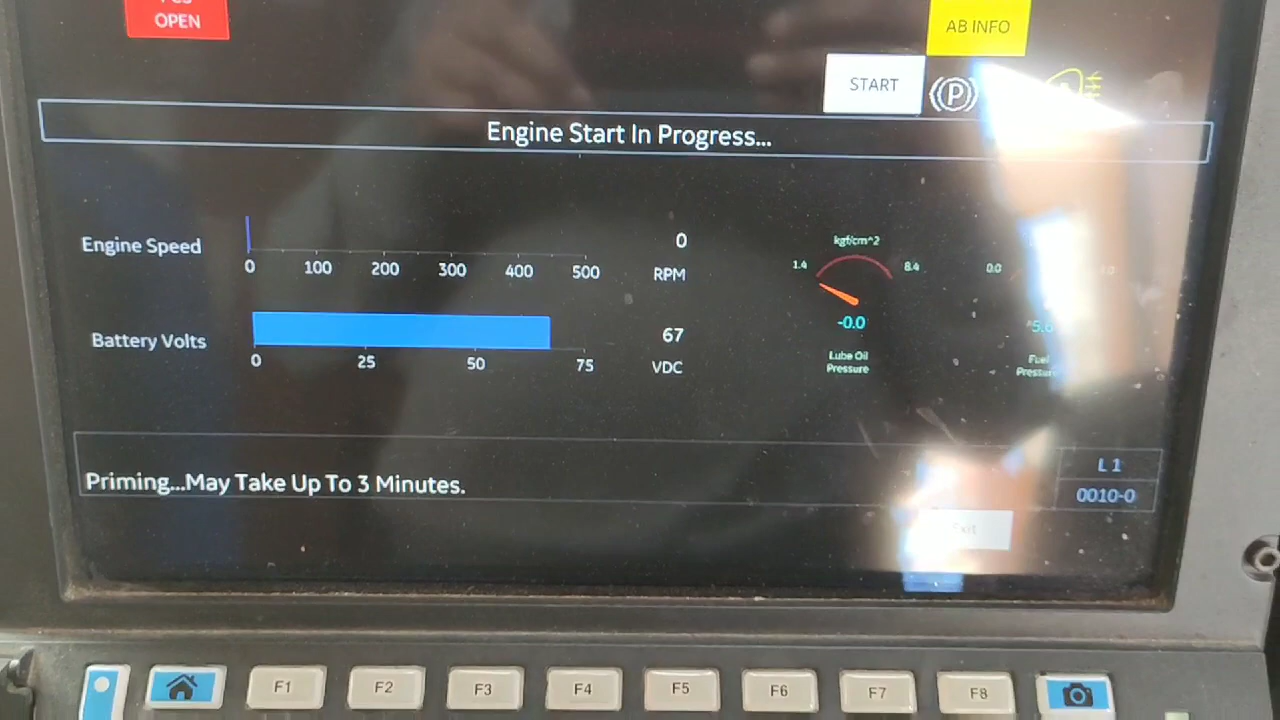 OPEN
AB INFO
START
P
Engine Start In Progress...
Engine Speed
0 100 200 300 400 500
0
RPM
kgf/cm^2
1.4
8.4
-0.0
Lube Oil
Pressure
0.0
Fuel
Battery Volts
0 25 50 75
67
VDC
Priming...May Take Up To 3 Minutes.
L 1
0010-0
Exit
F1
F2
F3
F4
F5
F6
F7
F8